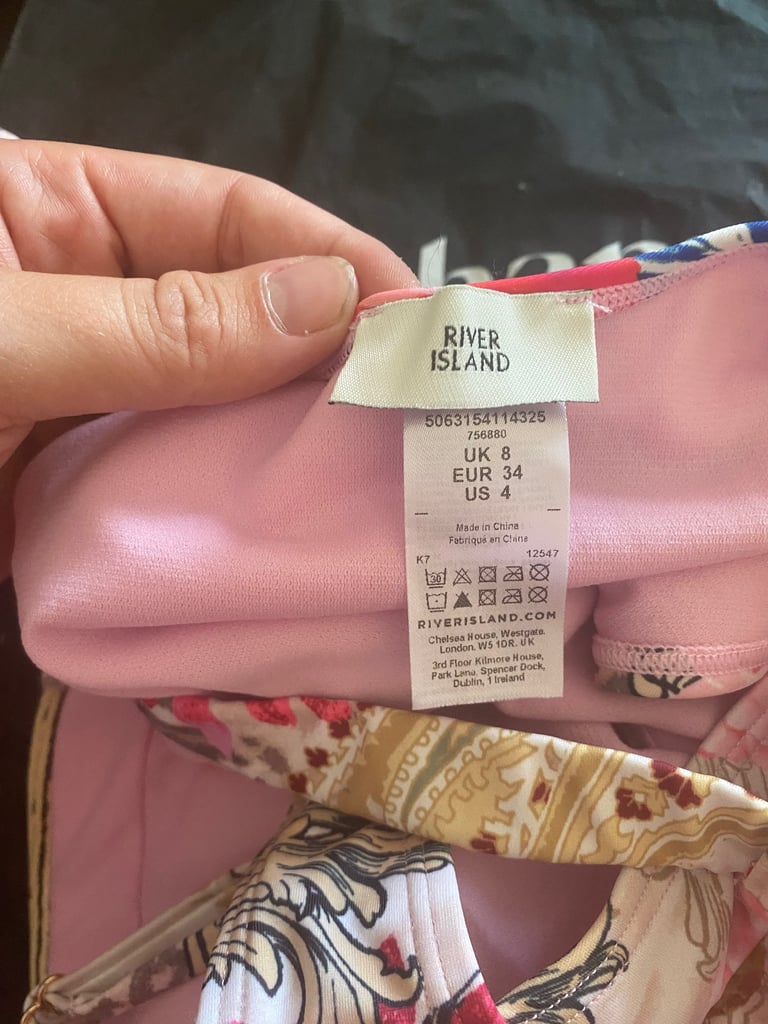 RIVER
ISLAND
5063154114325
756880
UK 8
EUR 34
US 4
Made in China
Fabriqué en Chine
K7 12547
30
RIVERISLAND.COM
Chelsea House, Westgate,
London. W5 1DR. UK
3rd Floor Kilmore House,
Park Lane, Spencer Dock,
Dublin, 1 Ireland